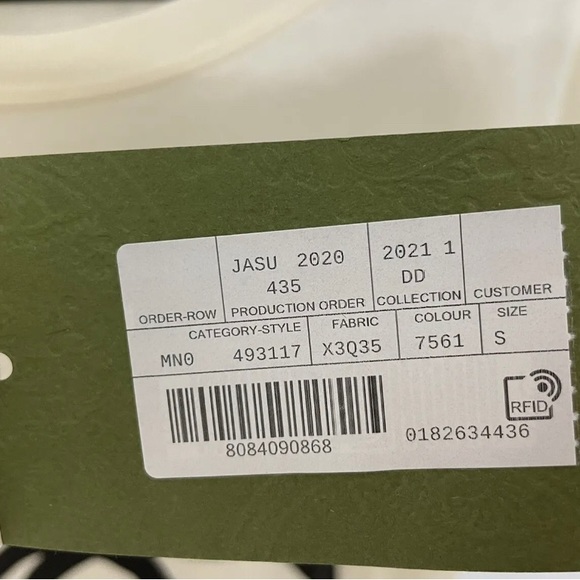 JASU 2020 2021 1
435 DD
ORDER-ROW PRODUCTION ORDER COLLECTION CUSTOMER
CATEGORY-STYLE FABRIC COLOUR SIZE
MN0 493117 X3Q35 7561 S
RFID
8084090868 0182634436